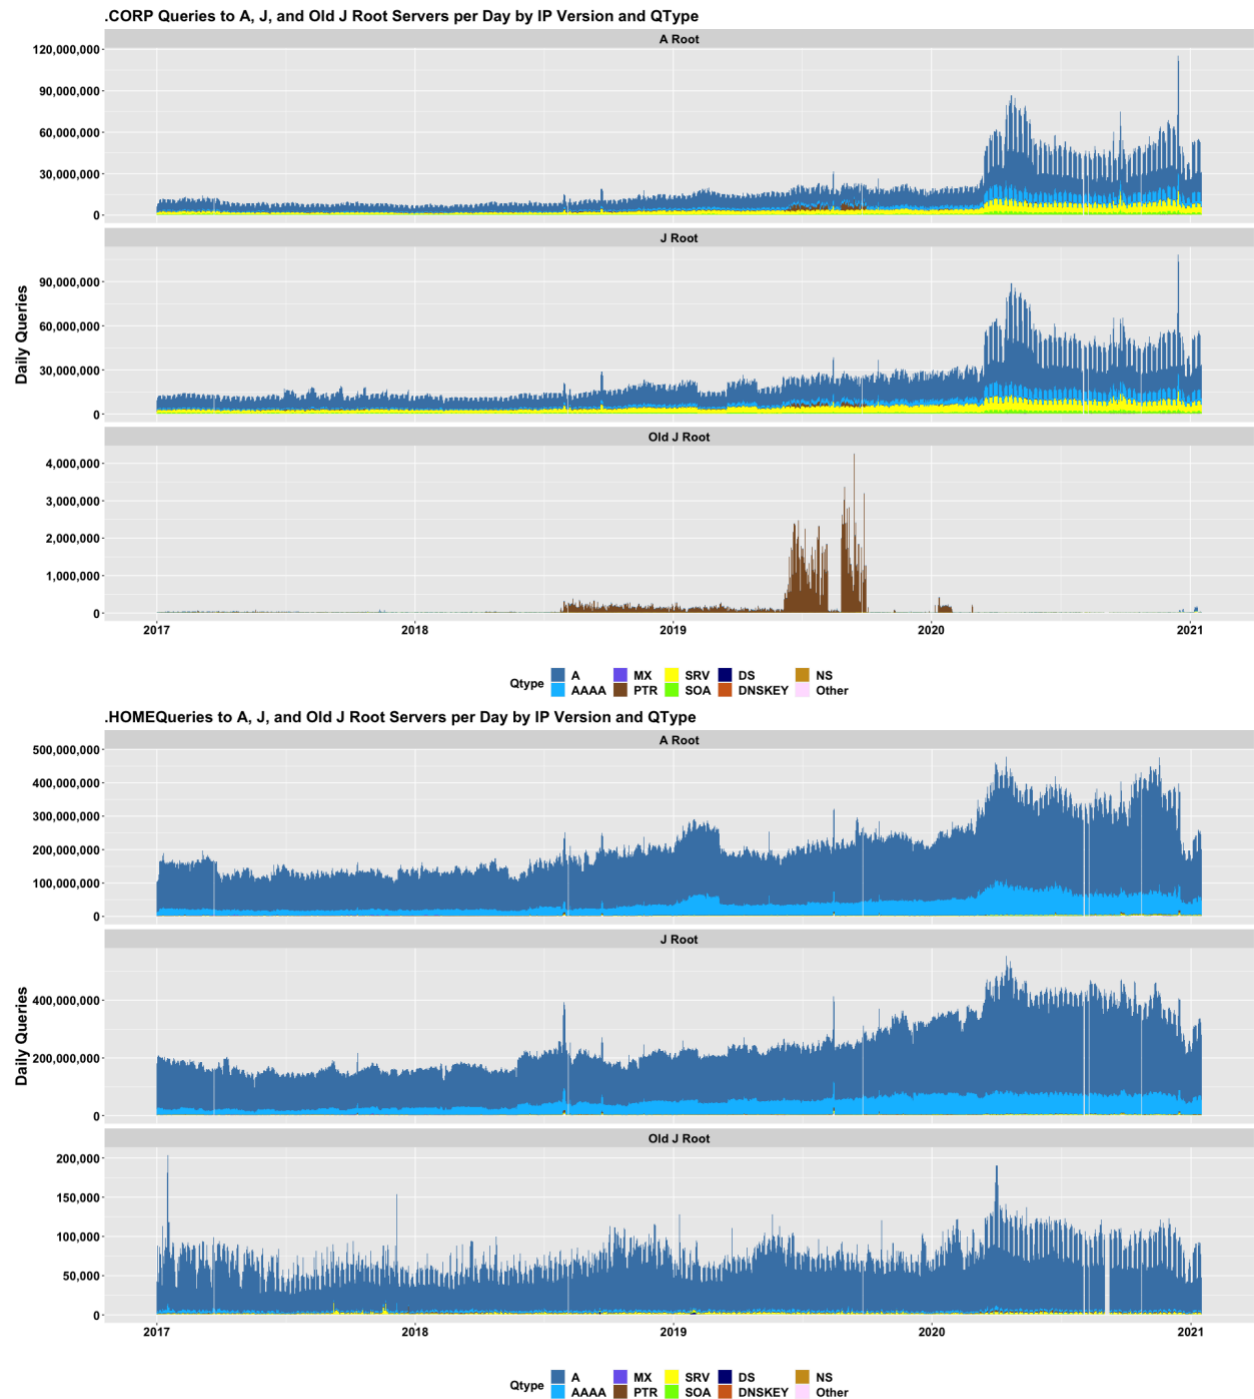 .CORP Queries to A, J, and Old J Root Servers per Day by IP Version and QType
A Root
120,000,000
90,000,000
60,000,000
30,000,000
0
J Root
90,000,000
60,000,000
30,000,000
0
Daily Queries
Old J Root
4,000,000
3,000,000
2,000,000
1,000,000
0
2017 2018 2019 2020 2021
Qtype
A MX SRV DS NS
AAAA PTR SOA DNSKEY Other
.HOMEQueries to A, J, and Old J Root Servers per Day by IP Version and QType
A Root
500,000,000
400,000,000
300,000,000
200,000,000
100,000,000
0
J Root
400,000,000
200,000,000
0
Daily Queries
Old J Root
200,000
150,000
100,000
50,000
0
2017 2018 2019 2020 2021
Qtype
A MX SRV DS NS
AAAA PTR SOA DNSKEY Other